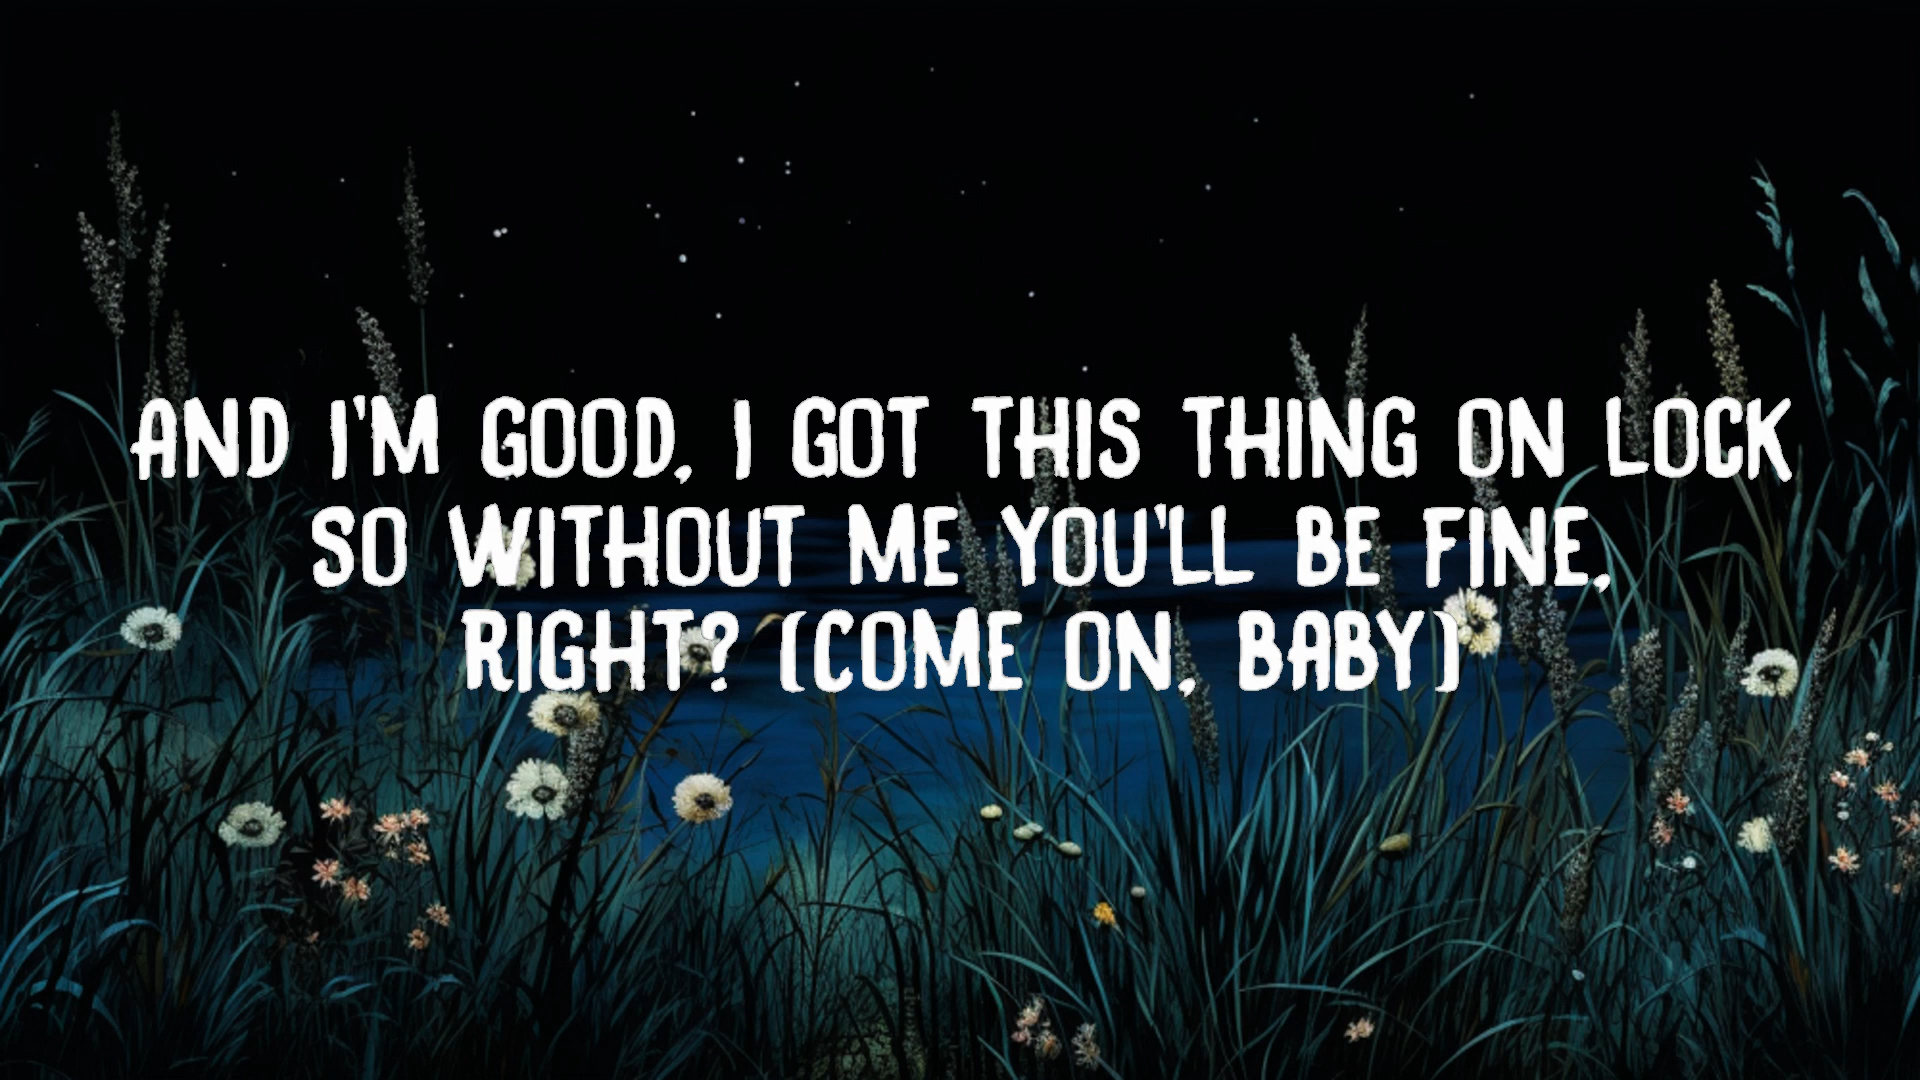 AND I'M GOOD, I GOT THIS THING ON LOCK
SO WITHOUT ME YOU'LL BE FINE,
RIGHT? (COME ON, BABY)